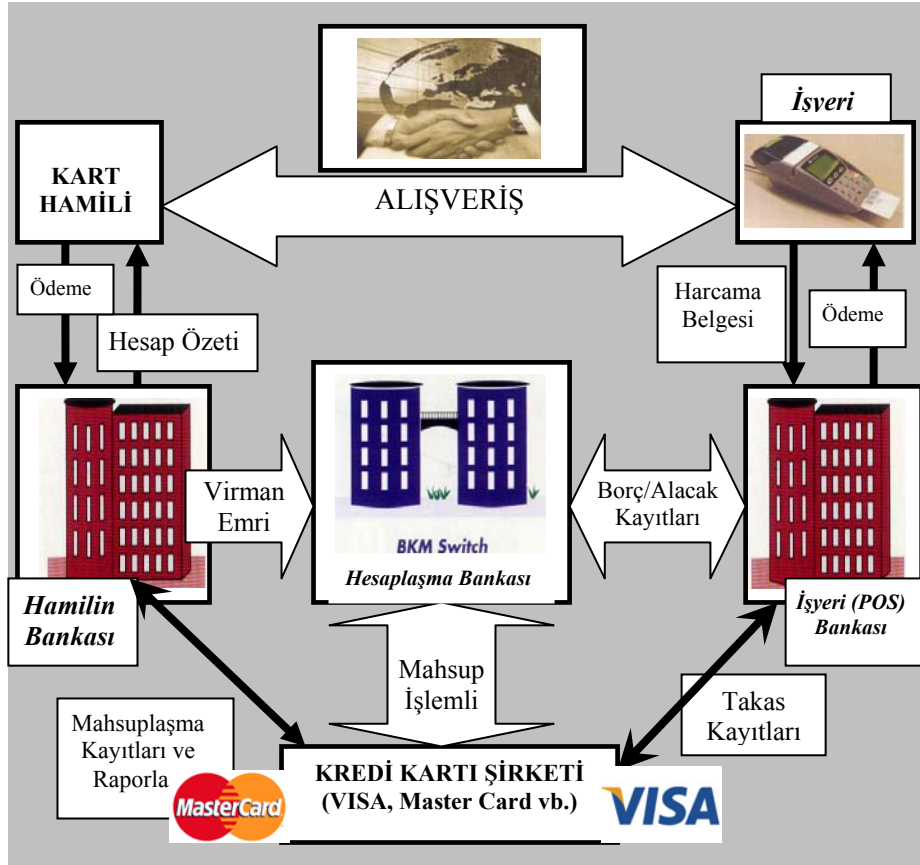 İşyeri
KART
HAMİLİ
ALIŞVERİŞ
Ödeme
Hesap Özeti
Harcama
Belgesi
Ödeme
Virman
Emri
BKM Switch
Hesaplaşma Bankası
Borç/Alacak
Kayıtları
Hamilin
Bankası
İşyeri (POS)
Bankası
Mahsup
İşlemli
Mahsuplaşma
Kayıtları ve
Raporla
Takas
Kayıtları
KREDİ KARTI ŞİRKETİ
(VISA, Master Card vb.)
MasterCard
VISA